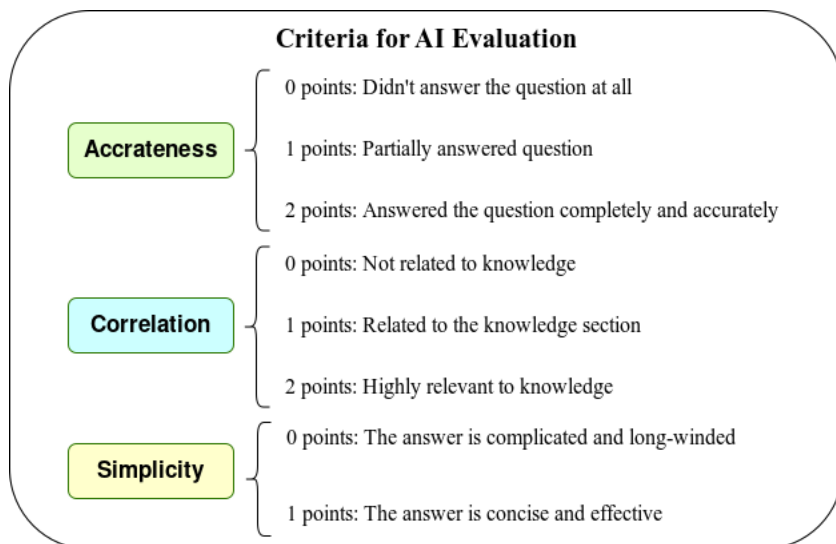 Criteria for AI Evaluation
Accrateness
0 points: Didn't answer the question at all
1 points: Partially answered question
2 points: Answered the question completely and accurately
Correlation
0 points: Not related to knowledge
1 points: Related to the knowledge section
2 points: Highly relevant to knowledge
Simplicity
0 points: The answer is complicated and long-winded
1 points: The answer is concise and effective